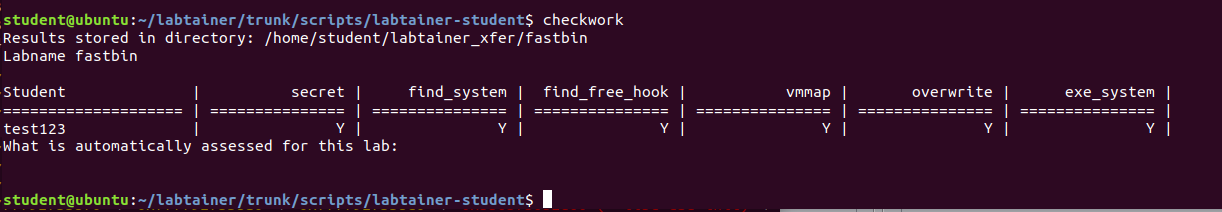 student@ubuntu:~/labtainer/trunk/scripts/labtainer-student$ checkwork
Results stored in directory: /home/student/labtainer_xfer/fastbin
Labname fastbin
Student | secret | find_system | find_free_hook | vmmap | overwrite | exe_system |
==================== | =============== | =============== | =============== | =============== | =============== | =============== |
test123 | Y | Y | Y | Y | Y | Y |
What is automatically assessed for this lab:
student@ubuntu:~/labtainer/trunk/scripts/labtainer-student$